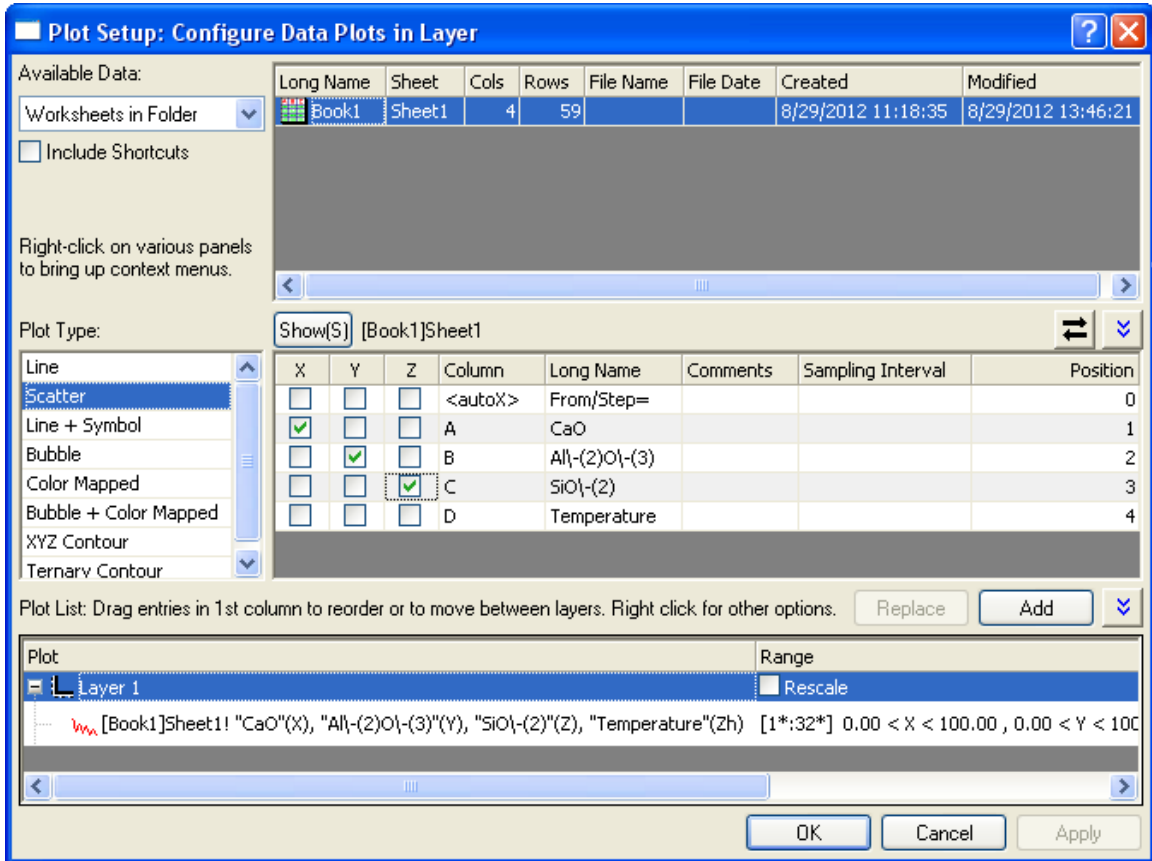 Plot Setup: Configure Data Plots in Layer
Available Data:
Worksheets in Folder
Include Shortcuts
Right-click on various panels
to bring up context menus.
Long Name Sheet Cols Rows File Name File Date Created Modified
Book1 Sheet1 4 59 8/29/2012 11:18:35 8/29/2012 13:46:21
Plot Type:
Show(S) [Book1]Sheet1
Line
Scatter
Line + Symbol
Bubble
Color Mapped
Bubble + Color Mapped
XYZ Contour
Ternary Contour
X Y Z Column Long Name Comments Sampling Interval Position
<autoX> From/Step= 0
A CaO 1
B Al\-(2)O\-(3) 2
C SiO\-(2) 3
D Temperature 4
Plot List: Drag entries in 1st column to reorder or to move between layers. Right click for other options. Replace Add
Plot Range
Layer 1 Rescale
[Book1]Sheet1! "CaO"(X), "Al\-(2)O\-(3)"(Y), "SiO\-(2)"(Z), "Temperature"(Zh) [1*:32*] 0.00 < X < 100.00 , 0.00 < Y < 100
OK Cancel Apply